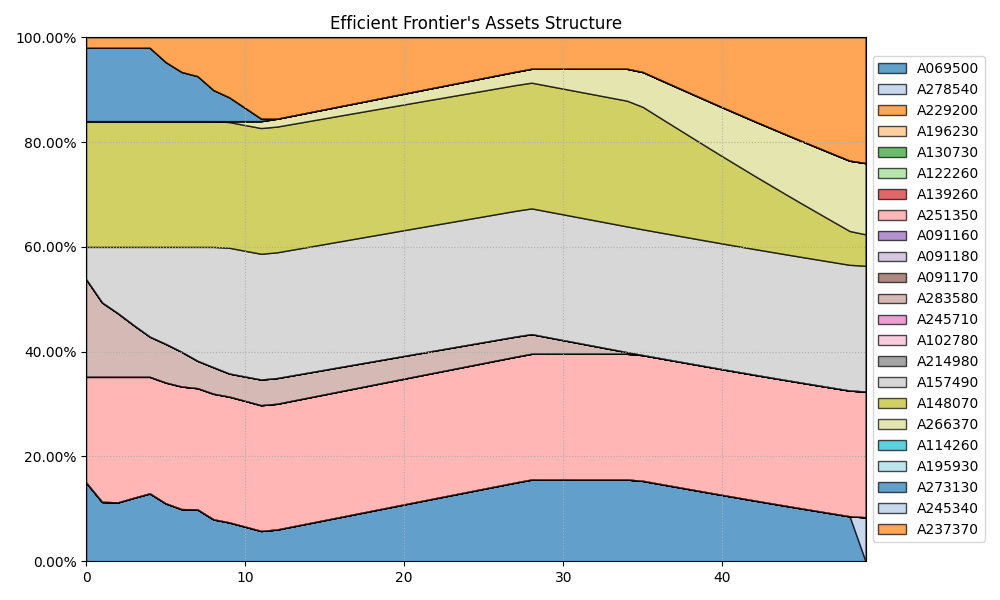 Efficient Frontier's Assets Structure
100.00%
80.00%
60.00%
40.00%
20.00%
0.00%
0
10
20
30
40
A069500
A278540
A229200
A196230
A130730
A122260
A139260
A251350
A091160
A091180
A091170
A283580
A245710
A102780
A214980
A157490
A148070
A266370
A114260
A195930
A273130
A245340
A237370